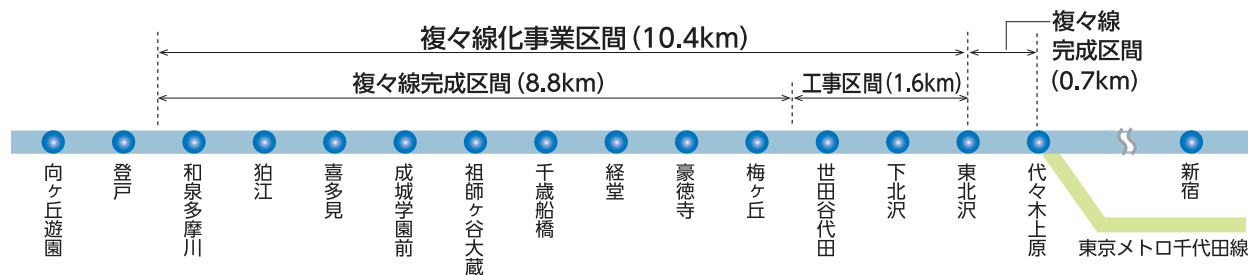 複々線化事業区間(10.4km)
複々線
完成区間
(0.7km)
複々線完成区間(8.8km)
工事区間(1.6km)
向ヶ丘遊園
登戸
和泉多摩川
狛江
喜多見
成城学園前
祖師ヶ谷大蔵
千歳船橋
経堂
豪徳寺
梅ヶ丘
世田谷代田
下北沢
東北沢
代々木上原
新宿
東京メトロ千代田線